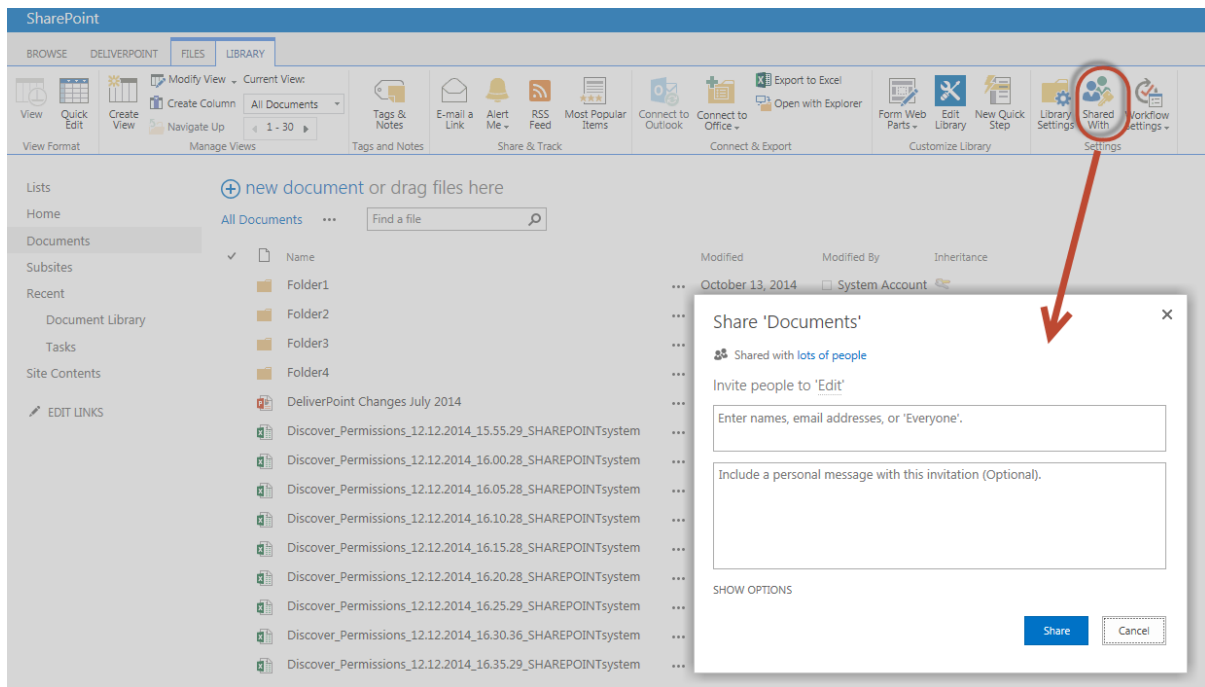 SharePoint
BROWSE DELIVERPOINT FILES LIBRARY
View
Quick Edit
Create View
Modify View
Create Column
Navigate Up
Current View:
All Documents
1 - 30
Tags & Notes
E-mail a Link
Alert Me
RSS Feed
Most Popular Items
Connect to Outlook
Connect to Office
Export to Excel
Open with Explorer
Form Web Parts
Edit Library
New Quick Step
Library Settings
Shared With
Workflow Settings
View Format
Manage Views
Tags and Notes
Share & Track
Connect & Export
Customize Library
Settings
Lists
Home
Documents
Subsites
Recent
Document Library
Tasks
Site Contents
EDIT LINKS
new document or drag files here
All Documents ... Find a file
Name Modified Modified By Inheritance
Folder1 ... October 13, 2014 System Account
Folder2 ...
Folder3 ...
Folder4 ...
DeliverPoint Changes July 2014 ...
Discover_Permissions_12.12.2014_15.55.29_SHAREPOINTsystem ...
Discover_Permissions_12.12.2014_16.00.28_SHAREPOINTsystem ...
Discover_Permissions_12.12.2014_16.05.28_SHAREPOINTsystem ...
Discover_Permissions_12.12.2014_16.10.28_SHAREPOINTsystem ...
Discover_Permissions_12.12.2014_16.15.28_SHAREPOINTsystem ...
Discover_Permissions_12.12.2014_16.20.28_SHAREPOINTsystem ...
Discover_Permissions_12.12.2014_16.25.29_SHAREPOINTsystem ...
Discover_Permissions_12.12.2014_16.30.36_SHAREPOINTsystem ...
Discover_Permissions_12.12.2014_16.35.29_SHAREPOINTsystem ...
Share 'Documents'
Shared with lots of people
Invite people to 'Edit'
Enter names, email addresses, or 'Everyone'.
Include a personal message with this invitation (Optional).
SHOW OPTIONS
Share Cancel